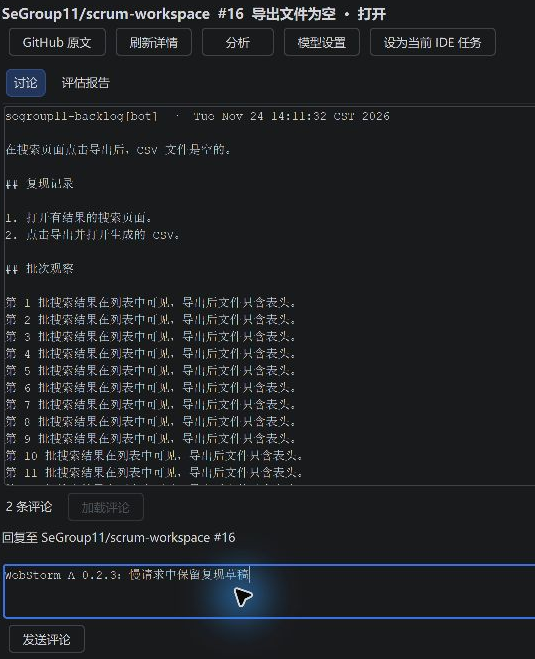 SeGroup11/scrum-workspace #16 导出文件为空 · 打开
GitHub 原文 刷新详情 分析 模型设置 设为当前 IDE 任务
讨论 评估报告
segroup11-backlog[bot] · Tue Nov 24 14:11:32 CST 2026
在搜索页面点击导出后，CSV 文件是空的。
## 复现记录
1. 打开有结果的搜索页面。
2. 点击导出并打开生成的 CSV。
## 批次观察
第 1 批搜索结果在列表中可见，导出后文件只含表头。
第 2 批搜索结果在列表中可见，导出后文件只含表头。
第 3 批搜索结果在列表中可见，导出后文件只含表头。
第 4 批搜索结果在列表中可见，导出后文件只含表头。
第 5 批搜索结果在列表中可见，导出后文件只含表头。
第 6 批搜索结果在列表中可见，导出后文件只含表头。
第 7 批搜索结果在列表中可见，导出后文件只含表头。
第 8 批搜索结果在列表中可见，导出后文件只含表头。
第 9 批搜索结果在列表中可见，导出后文件只含表头。
第 10 批搜索结果在列表中可见，导出后文件只含表头。
第 11 批搜索结果在列表中可见，导出后文件只含表头。
2 条评论 加载评论
回复至 SeGroup11/scrum-workspace #16
WebStorm A 0.2.3：慢请求中保留复现草稿
发送评论